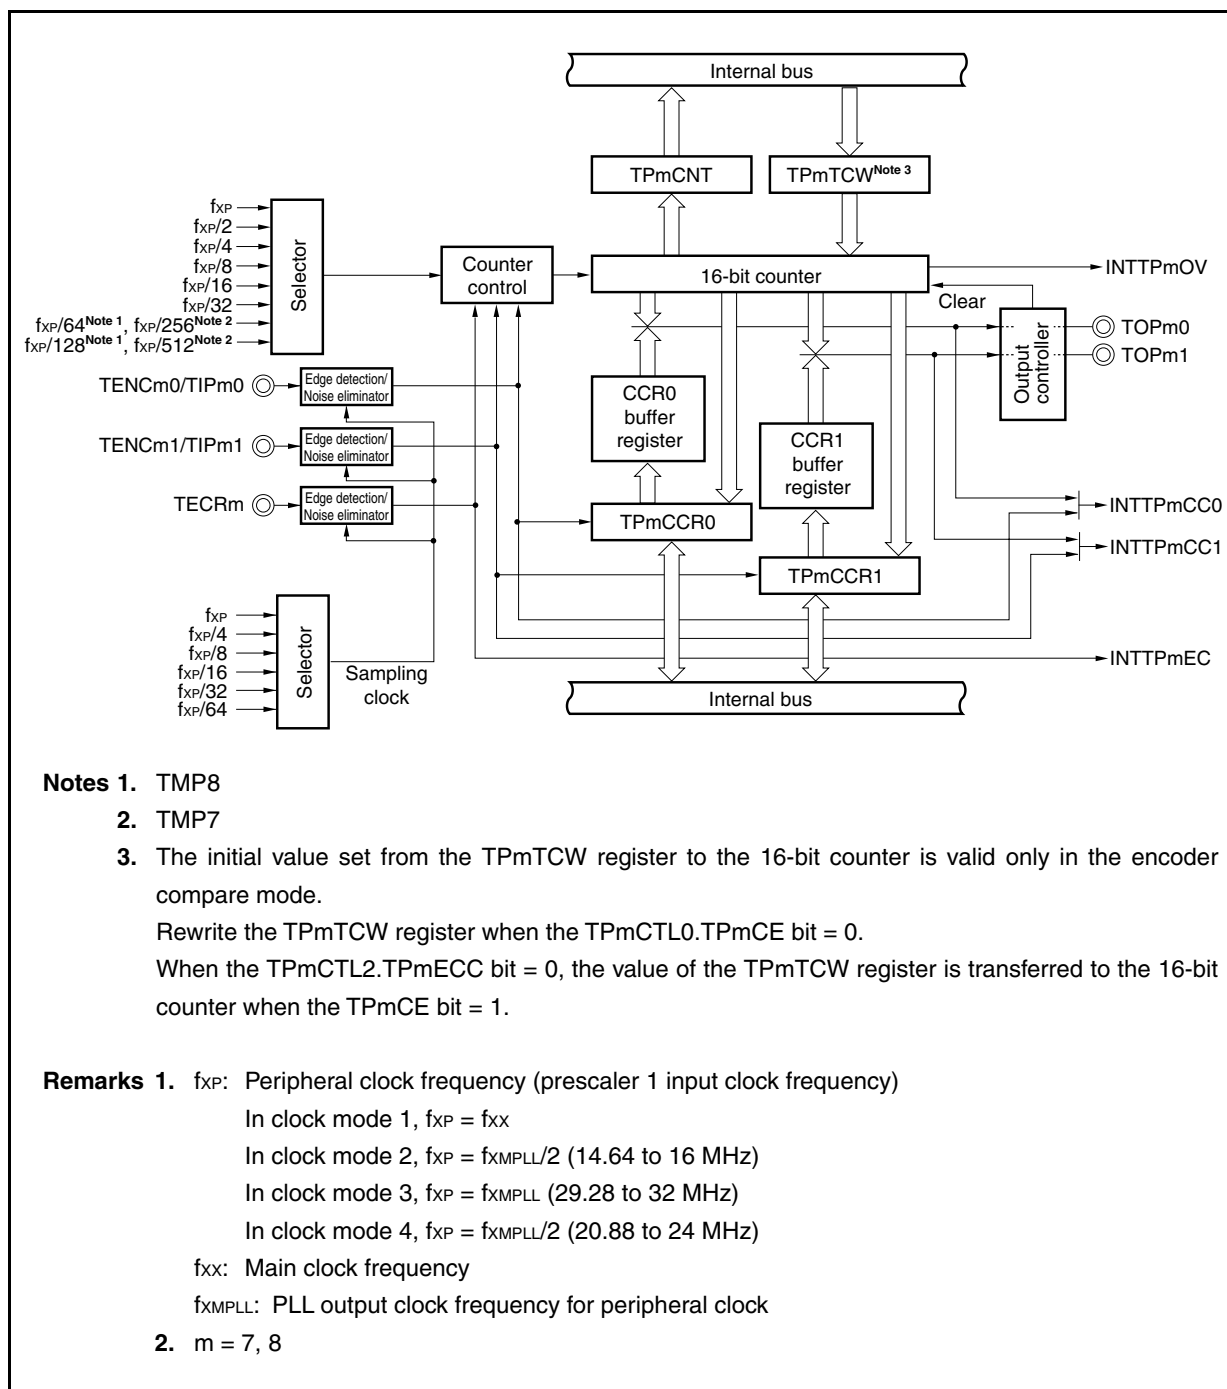 Internal bus
TPmCNT
TPmTCW Note 3
fXP
fXP/2
fXP/4
fXP/8
fXP/16
fXP/32
fXP/64 Note 1, fXP/256 Note 2
fXP/128 Note 1, fXP/512 Note 2
Selector
Counter
control
16-bit counter
INTTPmOV
Clear
TOPm0
TOPm1
Output
controller
TENCm0/TIPm0
Edge detection/
Noise eliminator
TENCm1/TIPm1
Edge detection/
Noise eliminator
TECRm
Edge detection/
Noise eliminator
CCR0
buffer
register
CCR1
buffer
register
TPmCCR0
TPmCCR1
INTTPmCC0
INTTPmCC1
INTTPmEC
fXP
fXP/4
fXP/8
fXP/16
fXP/32
fXP/64
Selector
Sampling
clock
Internal bus
Notes 1. TMP8
2. TMP7
3. The initial value set from the TPmTCW register to the 16-bit counter is valid only in the encoder
compare mode.
Rewrite the TPmTCW register when the TPmCTL0.TPmCE bit = 0.
When the TPmCTL2.TPmECC bit = 0, the value of the TPmTCW register is transferred to the 16-bit
counter when the TPmCE bit = 1.
Remarks 1. fXP: Peripheral clock frequency (prescaler 1 input clock frequency)
In clock mode 1, fXP = fXX
In clock mode 2, fXP = fXMPLL/2 (14.64 to 16 MHz)
In clock mode 3, fXP = fXMPLL (29.28 to 32 MHz)
In clock mode 4, fXP = fXMPLL/2 (20.88 to 24 MHz)
fXX: Main clock frequency
fXMPLL: PLL output clock frequency for peripheral clock
2. m = 7, 8